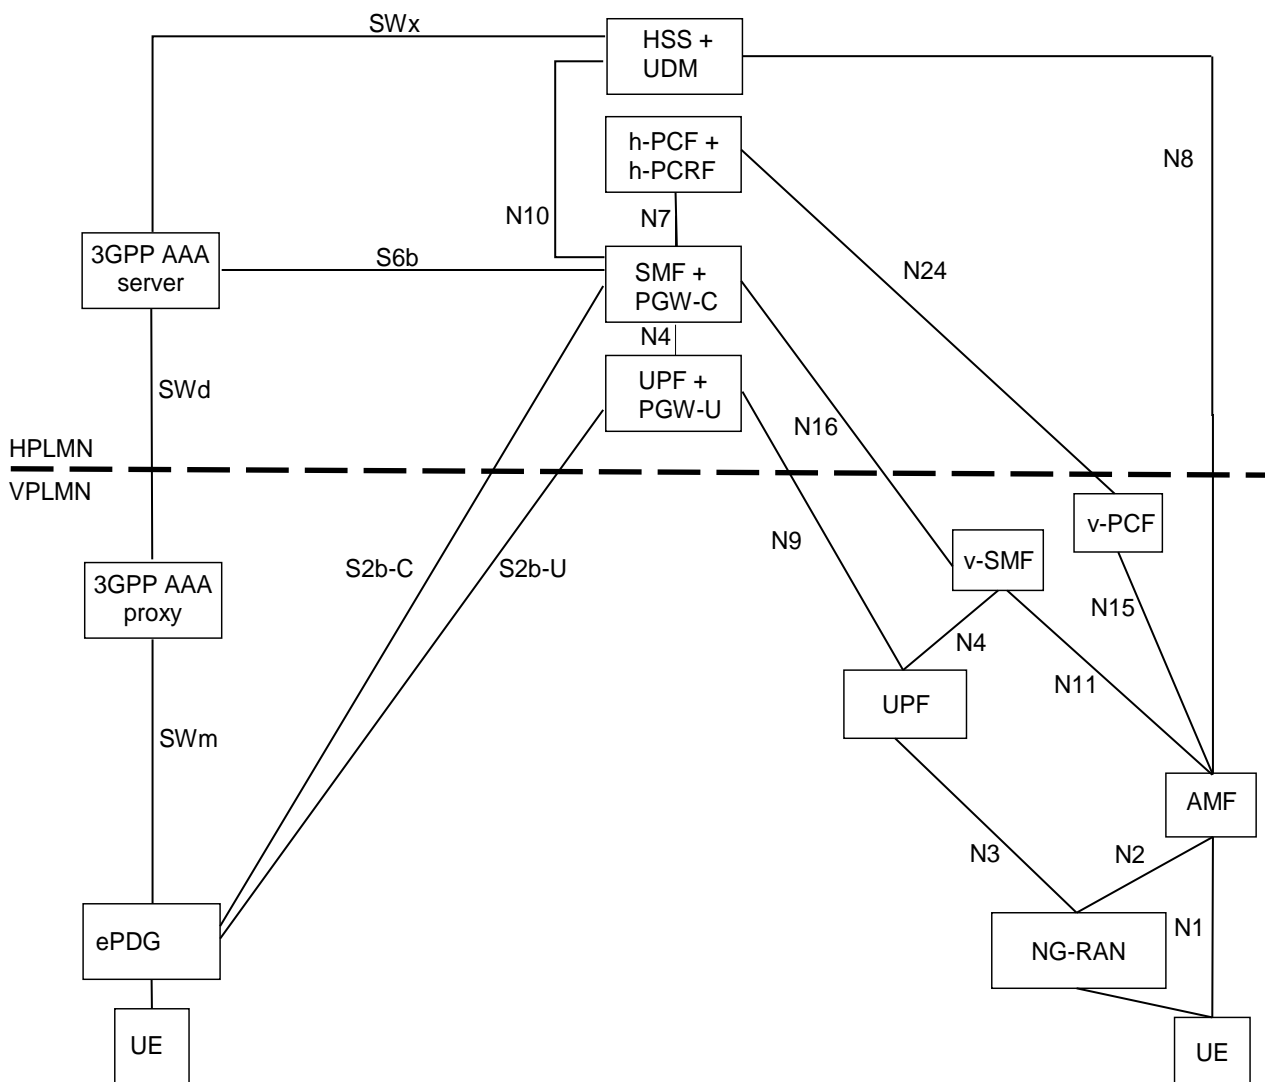 SWx
HSS +
UDM
h-PCF +
h-PCRF
N8
N10
N7
3GPP AAA
server
S6b
SMF +
PGW-C
N24
N4
UPF +
PGW-U
SWd
N16
HPLMN
VPLMN
v-PCF
N9
v-SMF
S2b-C
S2b-U
3GPP AAA
proxy
N15
N4
N11
UPF
SWm
AMF
N3
N2
ePDG
N1
NG-RAN
UE
UE